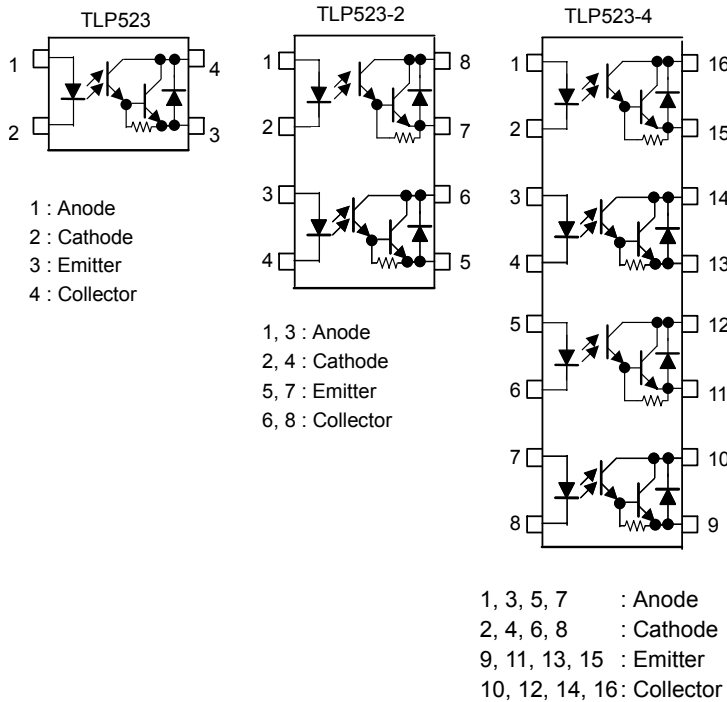 TLP523
1
4
2
3
1 : Anode
2 : Cathode
3 : Emitter
4 : Collector
TLP523-2
1
8
2
7
3
6
4
5
1, 3 : Anode
2, 4 : Cathode
5, 7 : Emitter
6, 8 : Collector
TLP523-4
1
16
2
15
3
14
4
13
5
12
6
11
7
10
8
9
1, 3, 5, 7 : Anode
2, 4, 6, 8 : Cathode
9, 11, 13, 15 : Emitter
10, 12, 14, 16 : Collector